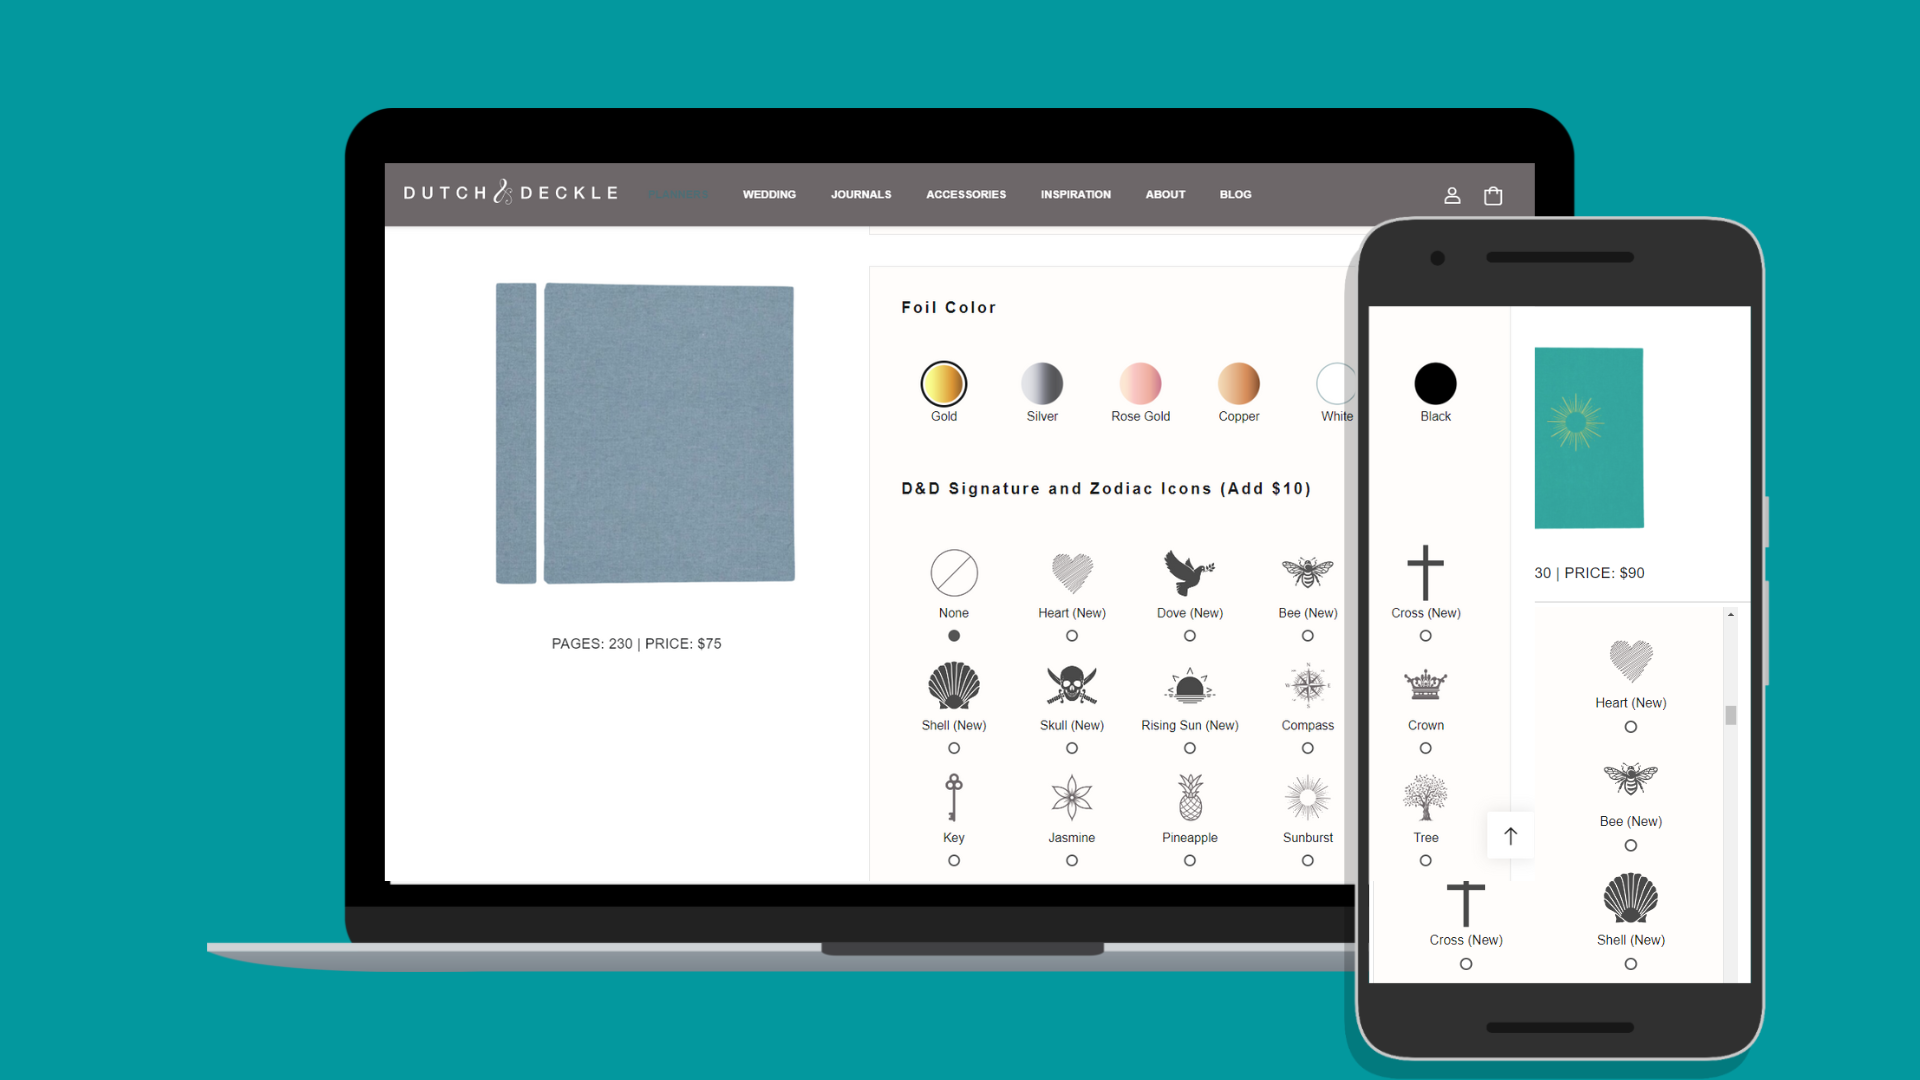 DUTCH & DECKLE PLANNERS WEDDING JOURNALS ACCESSORIES INSPIRATION ABOUT BLOG
Foil Color
Gold Silver Rose Gold Copper White Black
D&D Signature and Zodiac Icons (Add $10)
None Heart (New) Dove (New) Bee (New) Cross (New)
PAGES: 230 | PRICE: $75
Shell (New) Skull (New) Rising Sun (New) Compass Crown
Key Jasmine Pineapple Sunburst Tree
30 | PRICE: $90
Heart (New)
Bee (New)
Cross (New) Shell (New)